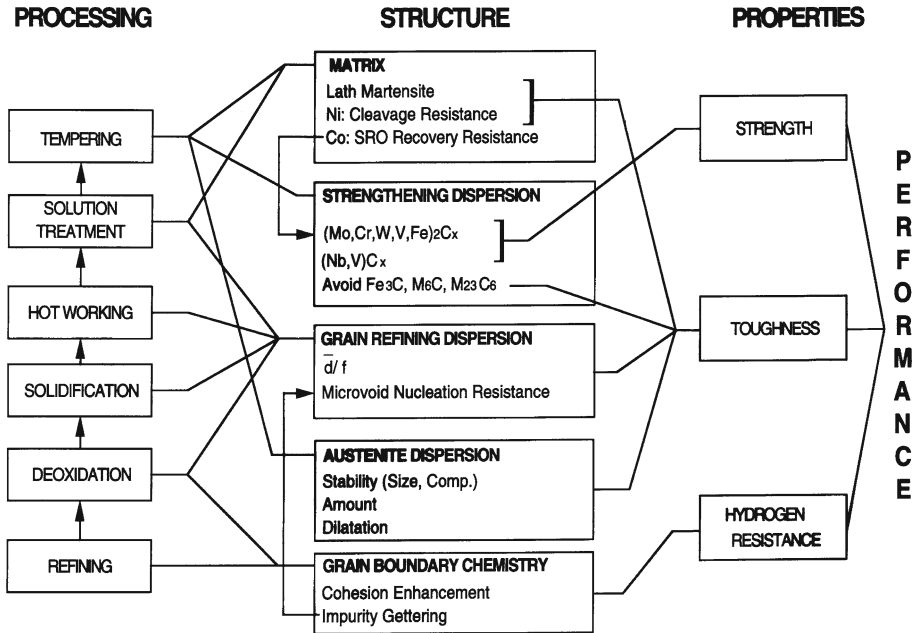 PROCESSING
STRUCTURE
PROPERTIES
TEMPERING
SOLUTION
TREATMENT
HOT WORKING
SOLIDIFICATION
DEOXIDATION
REFINING
MATRIX
Lath Martensite
Ni: Cleavage Resistance
Co: SRO Recovery Resistance
STRENGTHENING DISPERSION
(Mo,Cr,W,V,Fe)₂Cₓ
(Nb,V)Cₓ
Avoid Fe₃C, M₆C, M₂₃C₆
GRAIN REFINING DISPERSION
d̅/ f
Microvoid Nucleation Resistance
AUSTENITE DISPERSION
Stability (Size, Comp.)
Amount
Dilatation
GRAIN BOUNDARY CHEMISTRY
Cohesion Enhancement
Impurity Gettering
STRENGTH
TOUGHNESS
HYDROGEN
RESISTANCE
PERFORMANCE